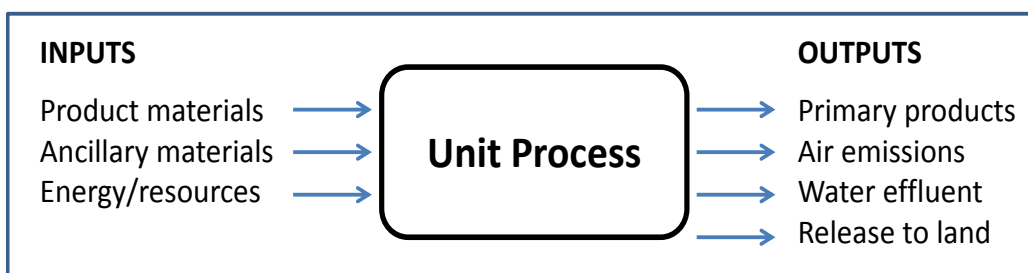 INPUTS
Product materials
Ancillary materials
Energy/resources
Unit Process
OUTPUTS
Primary products
Air emissions
Water effluent
Release to land